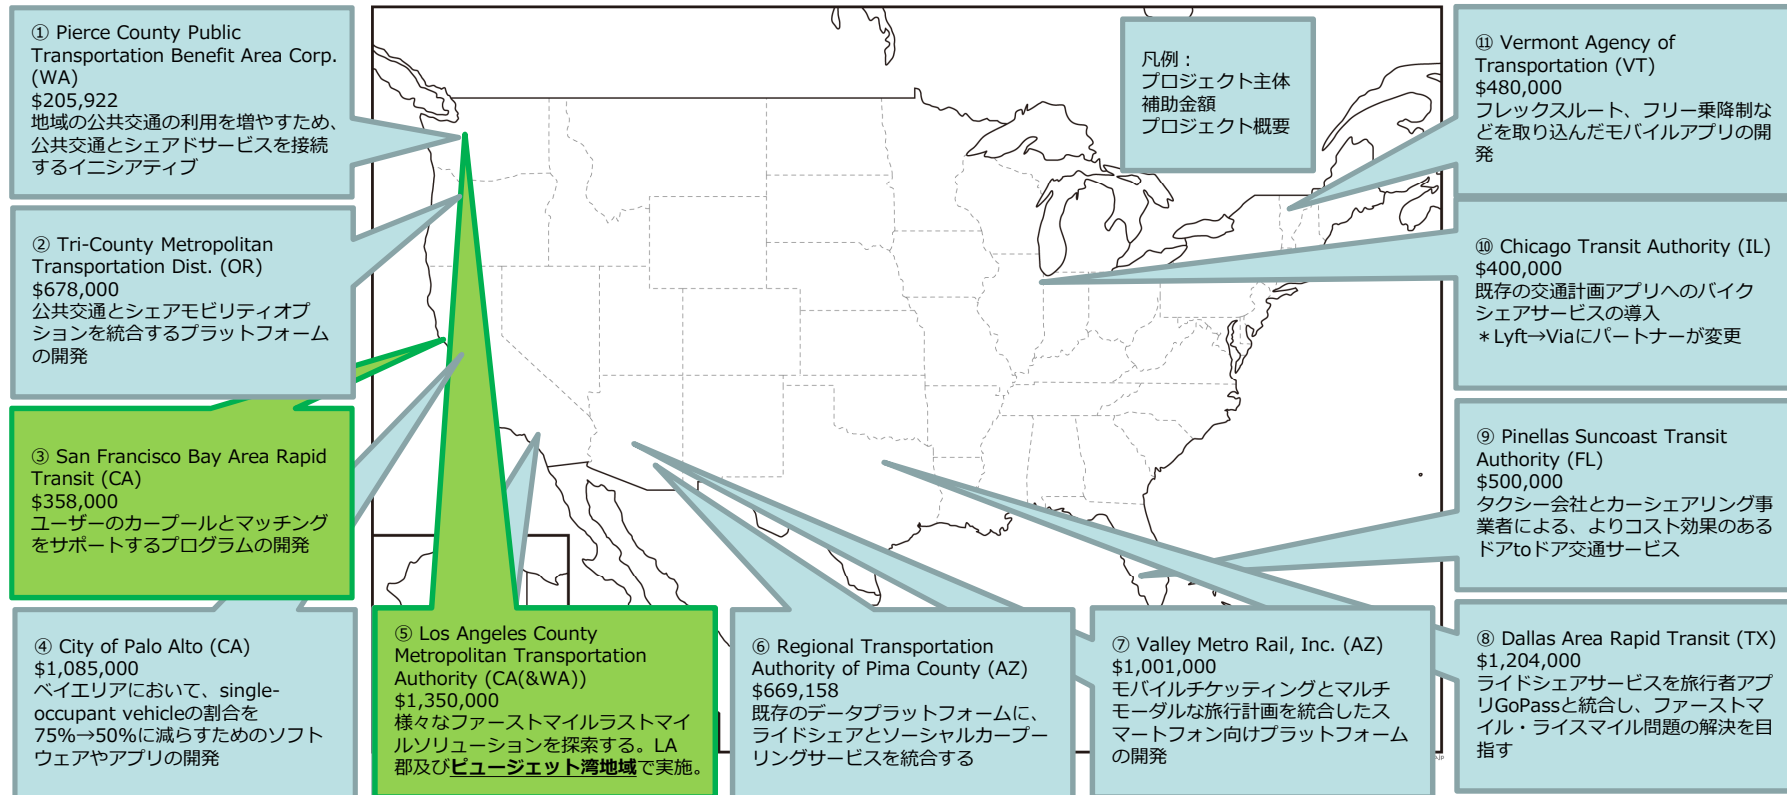 ① Pierce County Public
Transportation Benefit Area Corp.
(WA)
$205,922
地域の公共交通の利用を増やすため、
公共交通とシェアドサービスを接続
するイニシアティブ
② Tri-County Metropolitan
Transportation Dist. (OR)
$678,000
公共交通とシェアモビリティオプ
ションを統合するプラットフォーム
の開発
③ San Francisco Bay Area Rapid
Transit (CA)
$358,000
ユーザーのカープールとマッチング
をサポートするプログラムの開発
④ City of Palo Alto (CA)
$1,085,000
ベイエリアにおいて、single-
occupant vehicleの割合を
75%→50%に減らすためのソフト
ウェアやアプリの開発
⑤ Los Angeles County
Metropolitan Transportation
Authority (CA(&WA))
$1,350,000
様々なファーストマイルラストマイ
ルソリューションを探索する。LA
郡及びピュージェット湾地域で実施。
⑥ Regional Transportation
Authority of Pima County (AZ)
$669,158
既存のデータプラットフォームに、
ライドシェアとソーシャルカープー
リングサービスを統合する
⑦ Valley Metro Rail, Inc. (AZ)
$1,001,000
モバイルチケッティングとマルチ
モーダルな旅行計画を統合したス
マートフォン向けプラットフォーム
の開発
⑧ Dallas Area Rapid Transit (TX)
$1,204,000
ライドシェアサービスを旅行者アプ
リGoPassと統合し、ファーストマ
イル・ライスマイル問題の解決を目
指す
⑨ Pinellas Suncoast Transit
Authority (FL)
$500,000
タクシー会社とカーシェアリング事
業者による、よりコスト効果のある
ドアtoドア交通サービス
⑩ Chicago Transit Authority (IL)
$400,000
既存の交通計画アプリへのバイク
シェアサービスの導入
＊Lyft→Viaにパートナーが変更
⑪ Vermont Agency of
Transportation (VT)
$480,000
フレックスルート、フリー乗降制な
どを取り込んだモバイルアプリの開
発
凡例：
プロジェクト主体
補助金額
プロジェクト概要